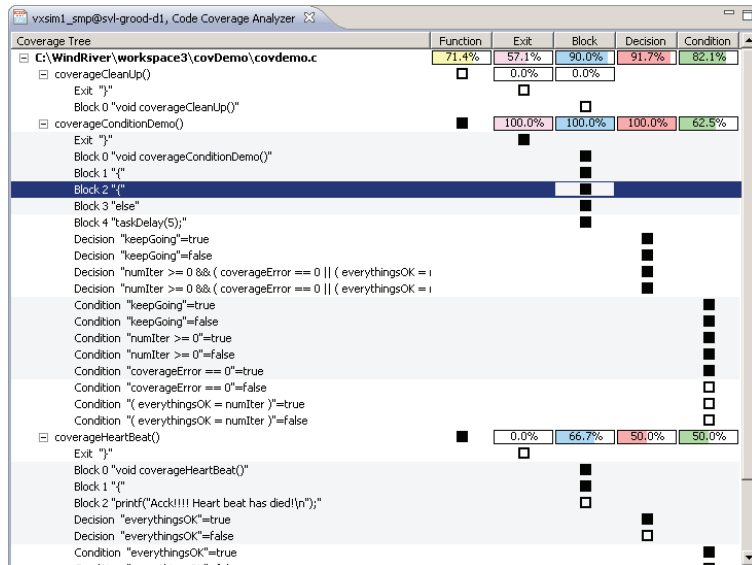 vxsim1_smp@svl-grood-d1, Code Coverage Analyzer
Coverage Tree Function Exit Block Decision Condition
C:\WindRiver\workspace3\covDemo\covdemo.c 71.4% 57.1% 90.0% 91.7% 82.1%
coverageCleanUp() 0.0% 0.0%
Exit "}"
Block 0 "void coverageCleanUp()"
coverageConditionDemo() 100.0% 100.0% 100.0% 62.5%
Exit "}"
Block 0 "void coverageConditionDemo()"
Block 1 "{"
Block 2 "{"
Block 3 "else"
Block 4 "taskDelay(5);"
Decision "keepGoing"=true
Decision "keepGoing"=false
Decision "numIter >= 0 && ( coverageError == 0 || ( everythingsOK =
Decision "numIter >= 0 && ( coverageError == 0 || ( everythingsOK =
Condition "keepGoing"=true
Condition "keepGoing"=false
Condition "numIter >= 0"=true
Condition "numIter >= 0"=false
Condition "coverageError == 0"=true
Condition "coverageError == 0"=false
Condition "( everythingsOK = numIter )"=true
Condition "( everythingsOK = numIter )"=false
coverageHeartBeat() 0.0% 66.7% 50.0% 50.0%
Exit "}"
Block 0 "void coverageHeartBeat()"
Block 1 "{"
Block 2 "printf("Acck!!!! Heart beat has died!\n");"
Decision "everythingsOK"=true
Decision "everythingsOK"=false
Condition "everythingsOK"=true